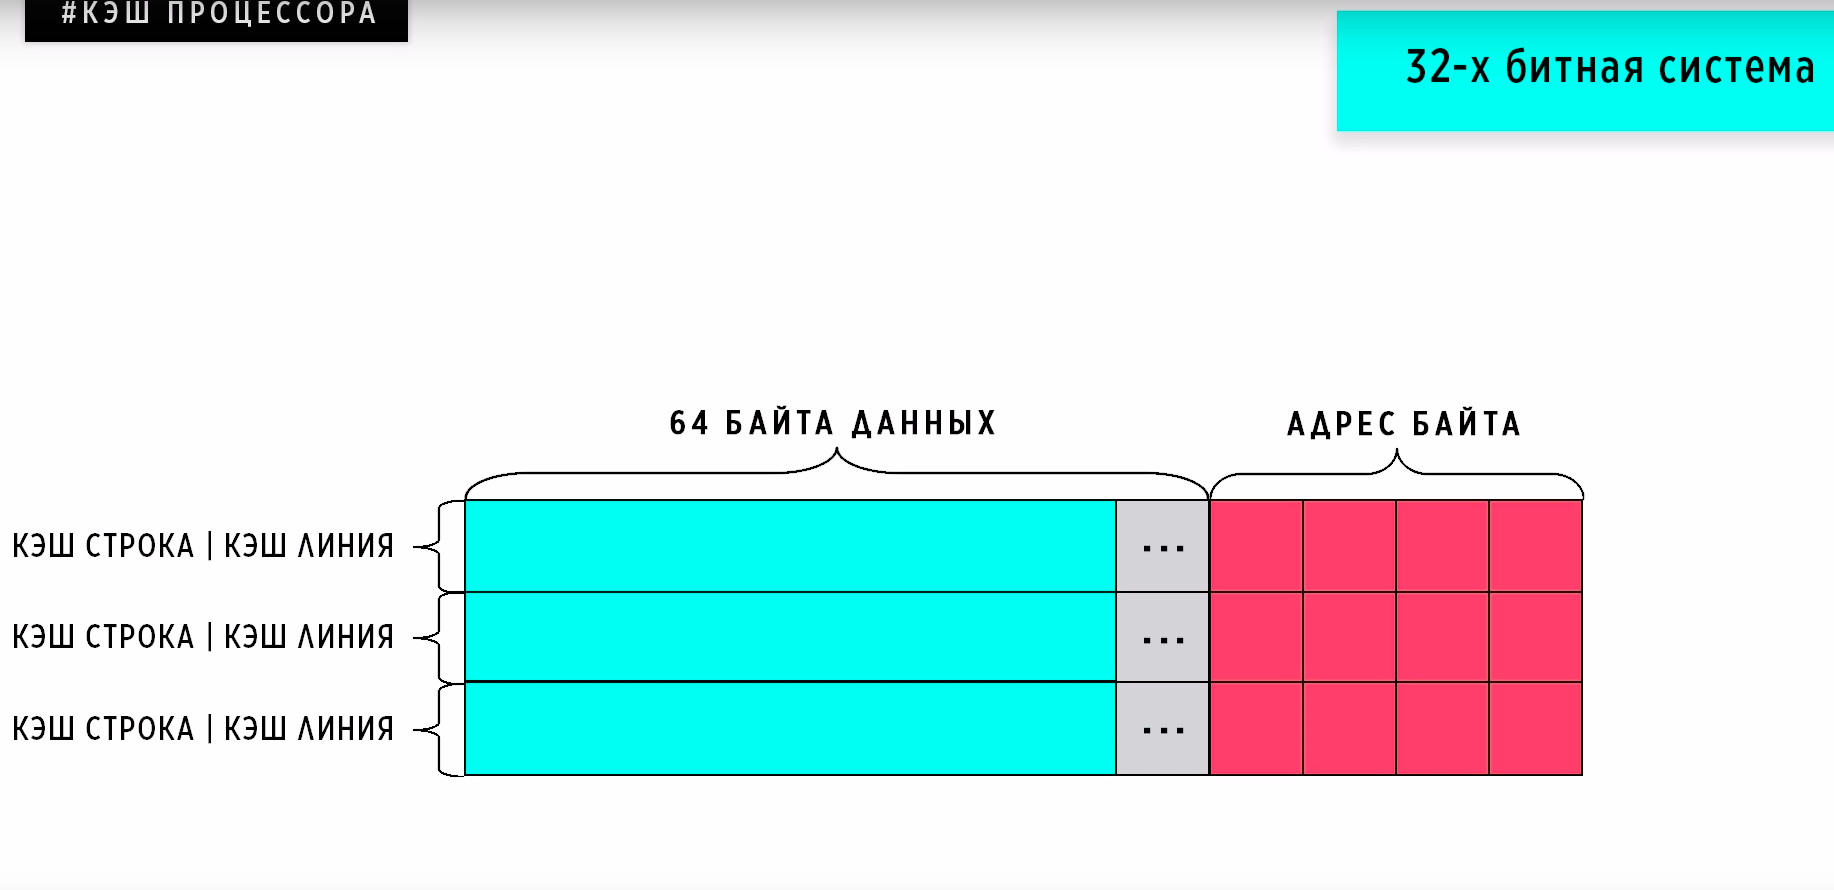 #КЭШ ПРОЦЕССОРА
32-х битная система
64 БАЙТА ДАННЫХ
АДРЕС БАЙТА
КЭШ СТРОКА | КЭШ ЛИНИЯ
...
КЭШ СТРОКА | КЭШ ЛИНИЯ
...
КЭШ СТРОКА | КЭШ ЛИНИЯ
...